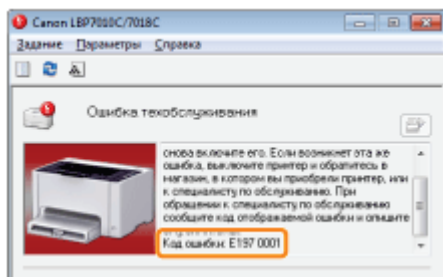 Canon LBP7010C/7018C
Задание Параметры Справка
Ошибка техобслуживания
снова включите его. Если возникнет эта же
ошибка, выключите принтер и обратитесь в
магазин, в котором вы приобрели принтер, или
к специалисту по обслуживанию. При
обращении к специалисту по обслуживанию
сообщите код отображаемой ошибки и опишите
Код ошибки: E197 0001